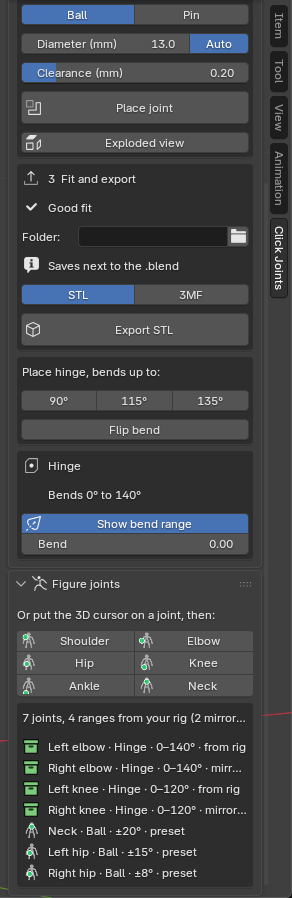 Ball
Pin
Diameter (mm) 13.0 Auto
Clearance (mm) 0.20
Place joint
Exploded view
3 Fit and export
Good fit
Folder:
Saves next to the .blend
STL
3MF
Export STL
Place hinge, bends up to:
90° 115° 135°
Flip bend
Hinge
Bends 0° to 140°
Show bend range
Bend 0.00
Figure joints
Or put the 3D cursor on a joint, then:
Shoulder
Elbow
Hip
Knee
Ankle
Neck
7 joints, 4 ranges from your rig (2 mirror...
Left elbow · Hinge · 0–140° · from rig
Right elbow · Hinge · 0–140° · mirr...
Left knee · Hinge · 0–120° · from rig
Right knee · Hinge · 0–120° · mirror...
Neck · Ball · ±20° · preset
Left hip · Ball · ±15° · preset
Right hip · Ball · ±8° · preset
Item
Tool
View
Animation
Click Joints